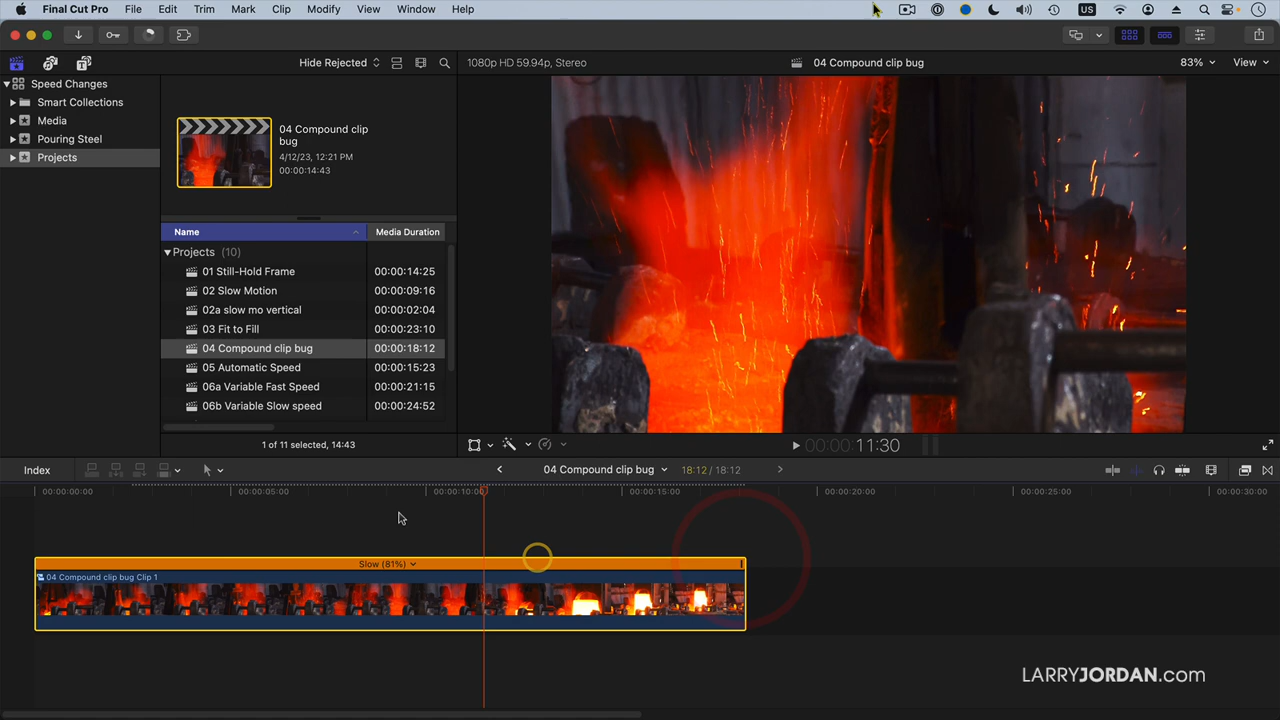 Final Cut Pro File Edit Trim Mark Clip Modify View Window Help US
Hide Rejected 1080p HD 59.94p, Stereo 04 Compound clip bug 83% View
Speed Changes
Smart Collections
Media
Pouring Steel
Projects
04 Compound clip
bug
4/12/23, 12:21 PM
00:00:14:43
Name Media Duration
Projects (10)
01 Still-Hold Frame 00:00:14:25
02 Slow Motion 00:00:09:16
02a slow mo vertical 00:00:02:04
03 Fit to Fill 00:00:23:10
04 Compound clip bug 00:00:18:12
05 Automatic Speed 00:00:15:23
06a Variable Fast Speed 00:00:21:15
06b Variable Slow speed 00:00:24:52
1 of 11 selected, 14:43 00:00:11:30
Index 04 Compound clip bug 18:12 / 18:12
00:00:00:00 00:00:05:00 00:00:10:00 00:00:15:00 00:00:20:00 00:00:25:00 00:00:30:00
Slow (81%)
04 Compound clip bug Clip 1
LARRYJORDAN.com